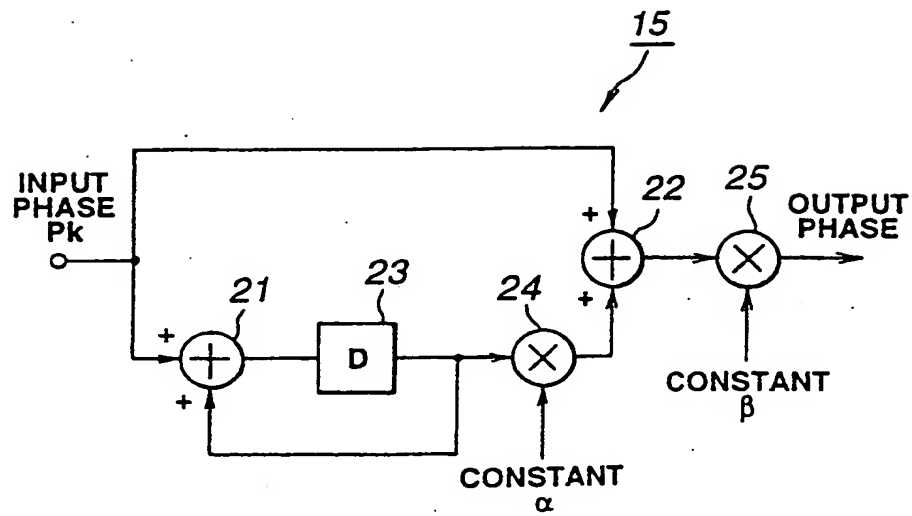 15
INPUT
PHASE
Pk
+
22
25
OUTPUT
PHASE
+
21
23
24
+
D
+
CONSTANT
β
CONSTANT
α